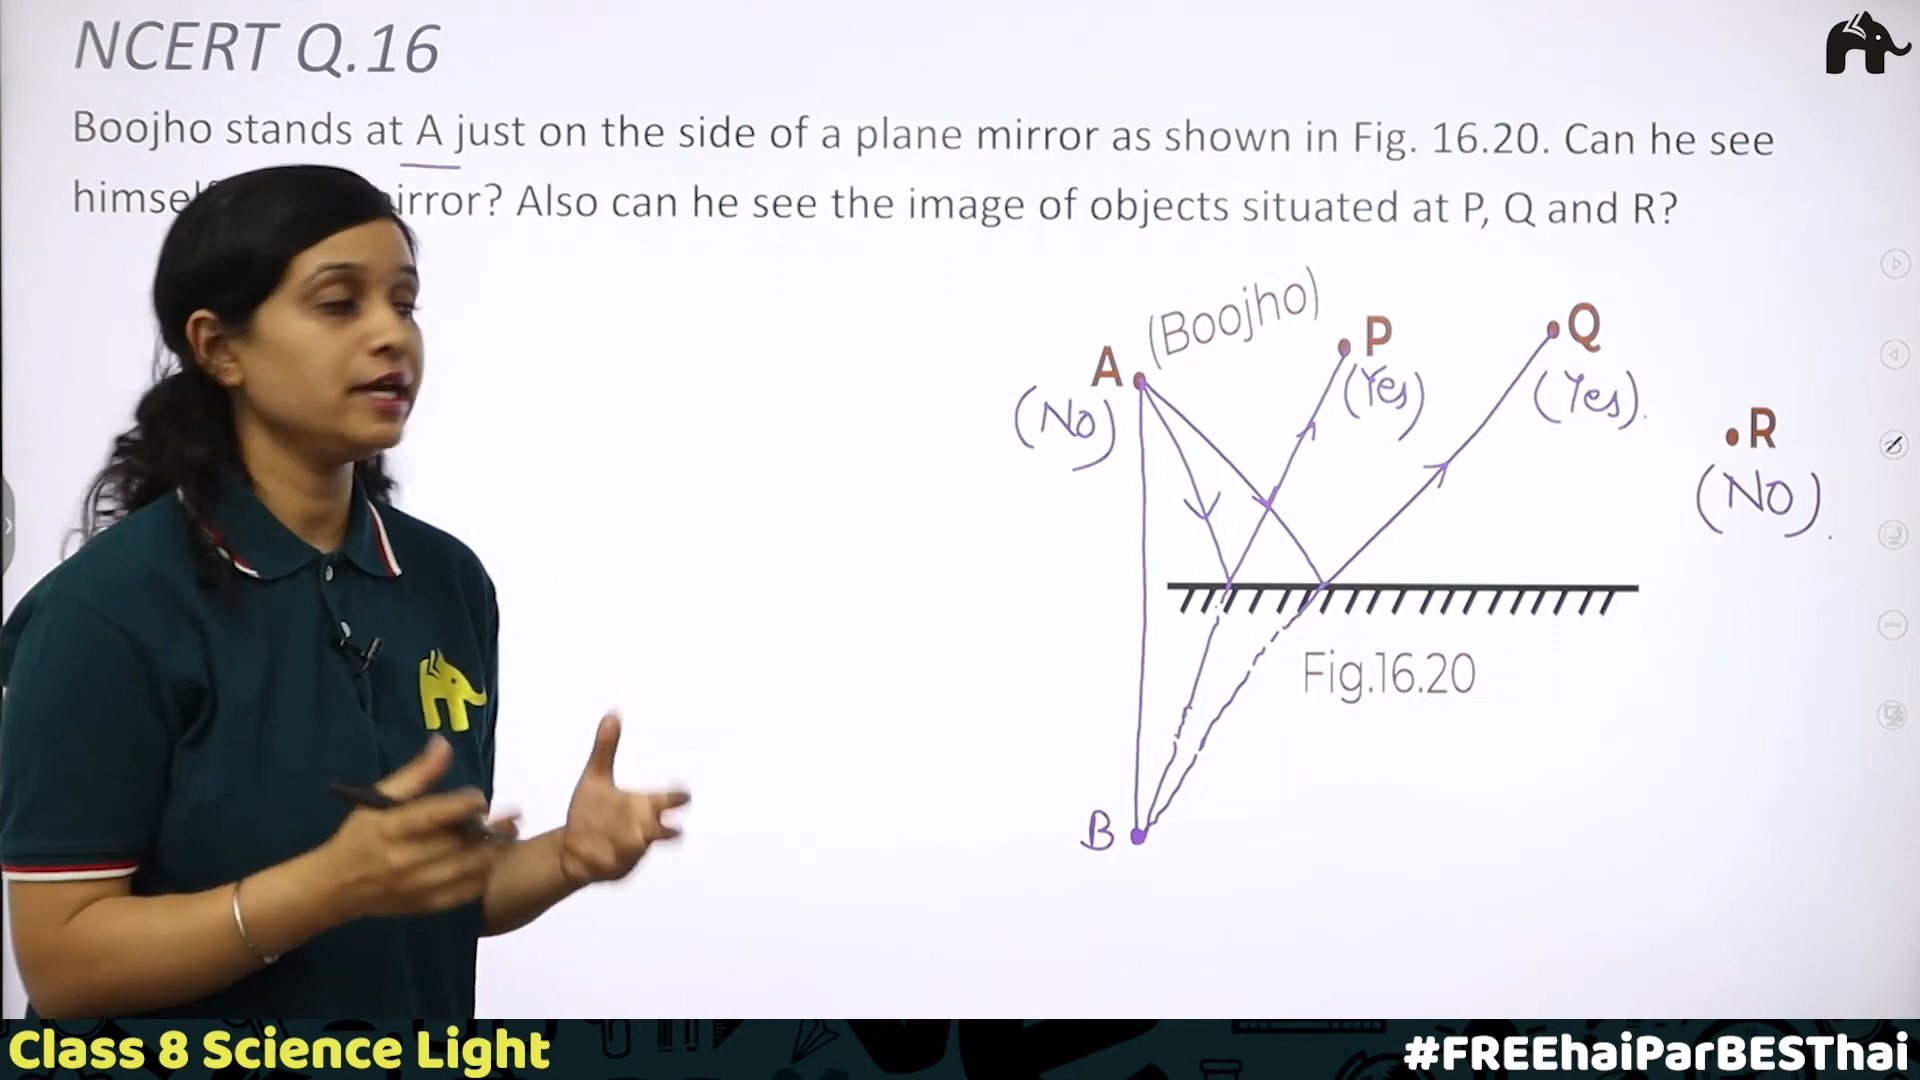 NCERT Q.16
Boojho stands at A just on the side of a plane mirror as shown in Fig. 16.20. Can he see
himse irror? Also can he see the image of objects situated at P, Q and R?
(Boojho)
A
P
Q
(No)
(Yes)
(Yes).
R
(NO).
Fig.16.20
B
Class 8 Science Light
#FREEhaiParBESThai